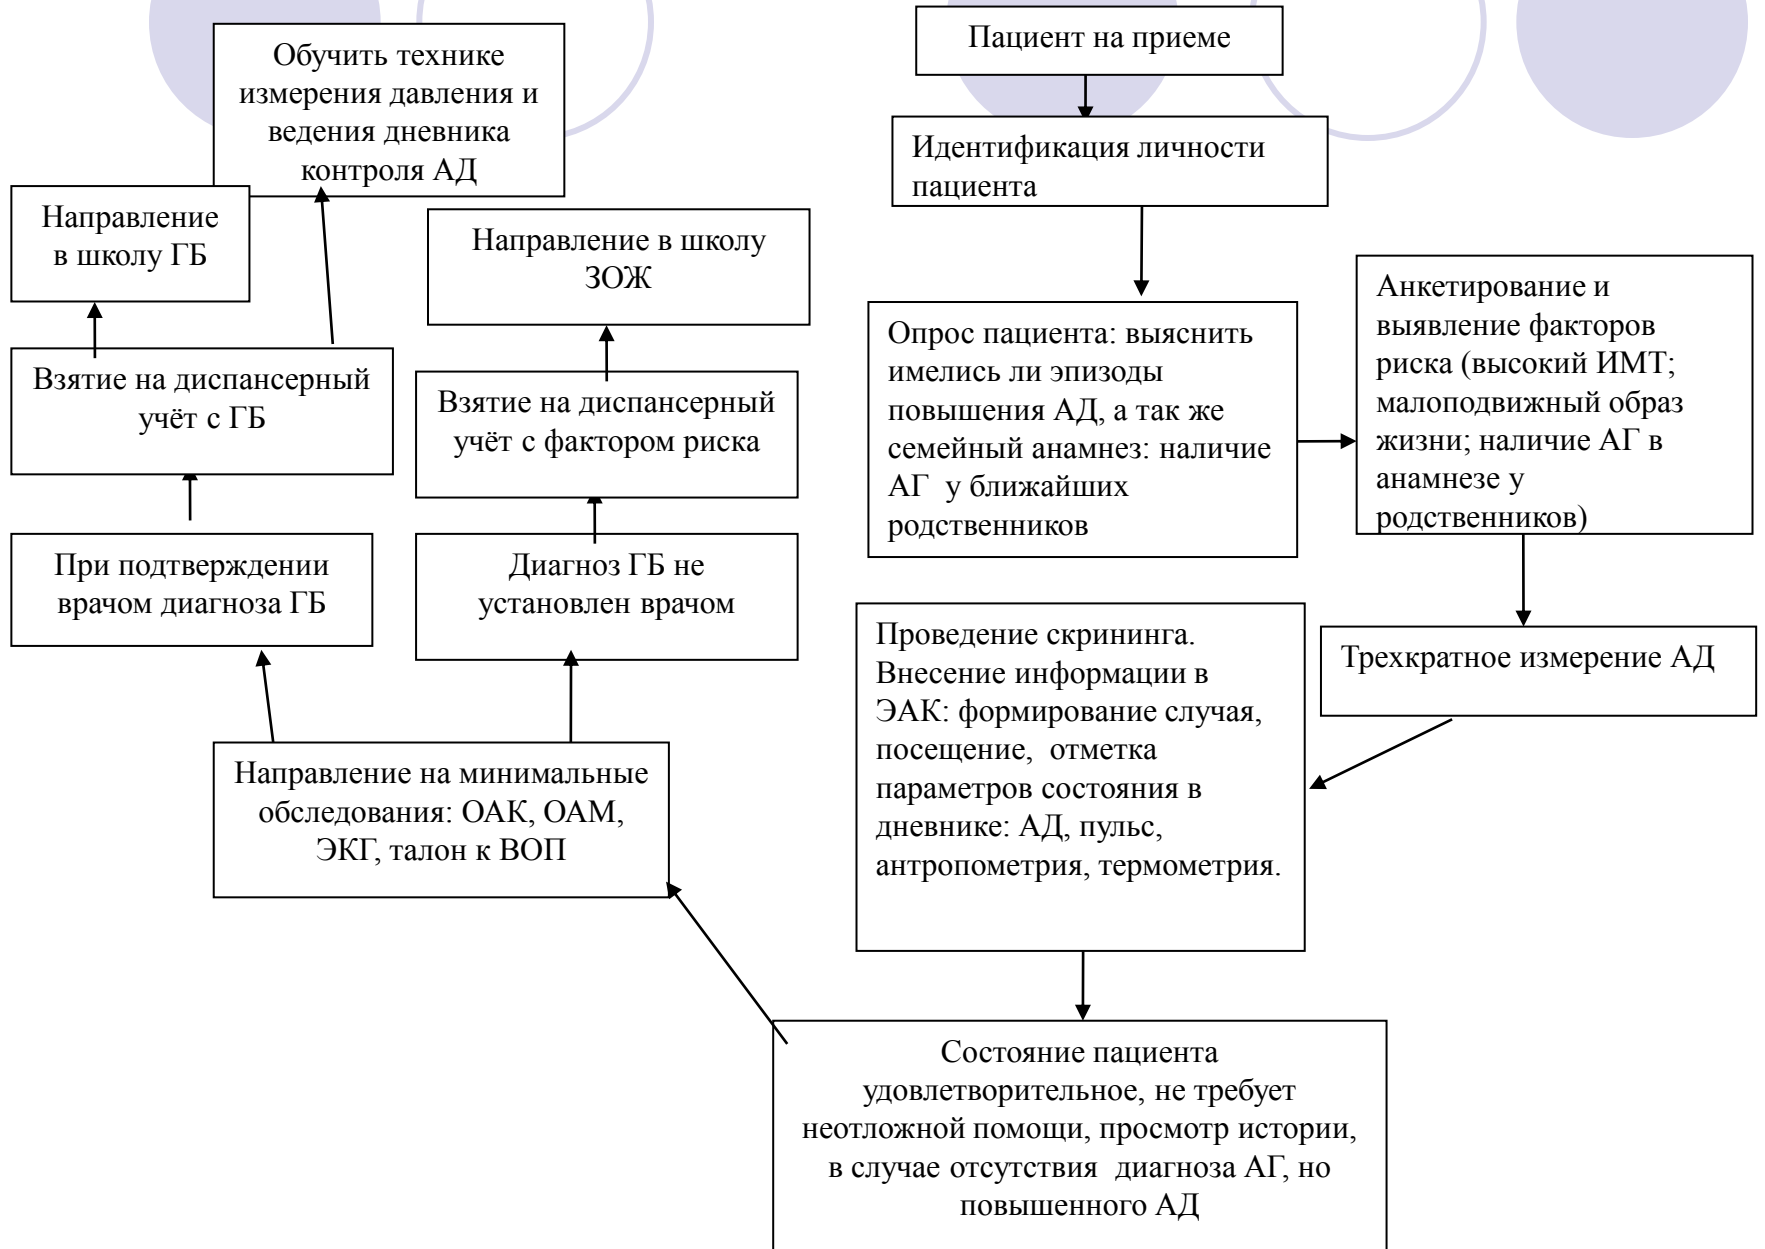 Пациент на приеме
Идентификация личности
пациента
Опрос пациента: выяснить
имелись ли эпизоды
повышения АД, а так же
семейный анамнез: наличие
АГ у ближайших
родственников
Анкетирование и
выявление факторов
риска (высокий ИМТ;
малоподвижный образ
жизни; наличие АГ в
анамнезе у
родственников)
Трехкратное измерение АД
Проведение скрининга.
Внесение информации в
ЭАК: формирование случая,
посещение, отметка
параметров состояния в
дневнике: АД, пульс,
антропометрия, термометрия.
Состояние пациента
удовлетворительное, не требует
неотложной помощи, просмотр истории,
в случае отсутствия диагноза АГ, но
повышенного АД
Направление на минимальные
обследования: ОАК, ОАМ,
ЭКГ, талон к ВОП
При подтверждении
врачом диагноза ГБ
Взятие на диспансерный
учёт с ГБ
Направление
в школу ГБ
Обучить технике
измерения давления и
ведения дневника
контроля АД
Диагноз ГБ не
установлен врачом
Взятие на диспансерный
учёт с фактором риска
Направление в школу
ЗОЖ